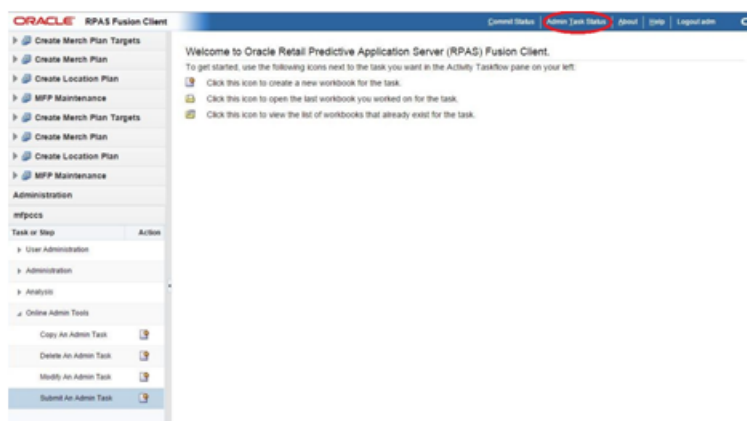 ORACLE RPAS Fusion Client
Commit Status Admin Task Status About Help Logout adm
Create Merch Plan Targets
Create Merch Plan
Create Location Plan
MFP Maintenance
Create Merch Plan Targets
Create Merch Plan
Create Location Plan
MFP Maintenance
Administration
mfpccs
Task or Step Action
User Administration
Administration
Analysis
Online Admin Tools
Copy An Admin Task
Delete An Admin Task
Modify An Admin Task
Submit An Admin Task
Welcome to Oracle Retail Predictive Application Server (RPAS) Fusion Client.
To get started, use the following icons next to the task you want in the Activity Taskflow pane on your left:
Click this icon to create a new workbook for the task.
Click this icon to open the last workbook you worked on for the task.
Click this icon to view the list of workbooks that already exist for the task.